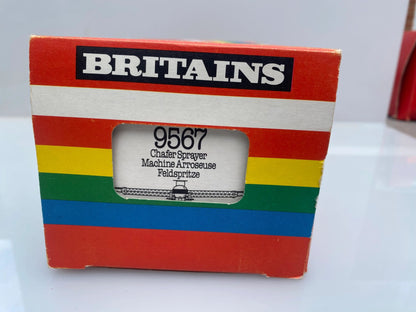 BRITAINS
9567
Chafer Sprayer
Machine Arroseuse
Feldspritze